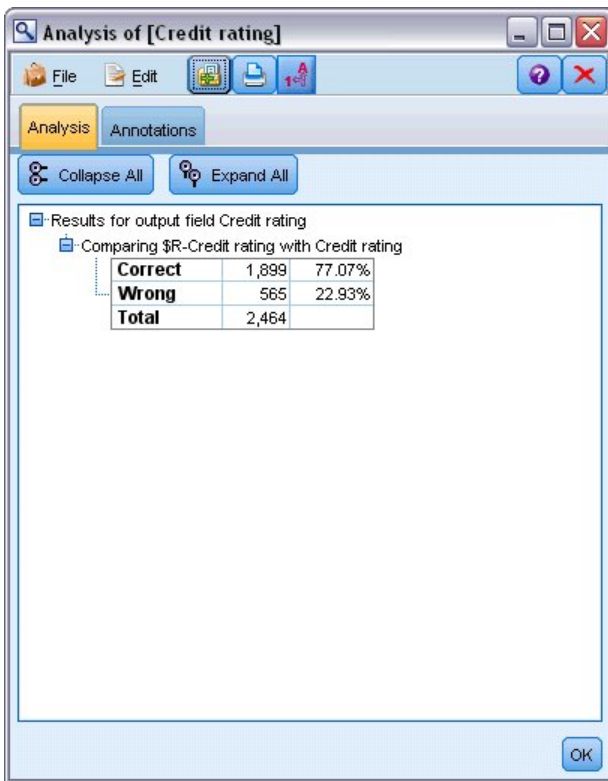 Analysis of [Credit rating]
File Edit
Analysis Annotations
Collapse All Expand All
Results for output field Credit rating
Comparing $R-Credit rating with Credit rating
Correct 1,899 77.07%
Wrong 565 22.93%
Total 2,464
OK